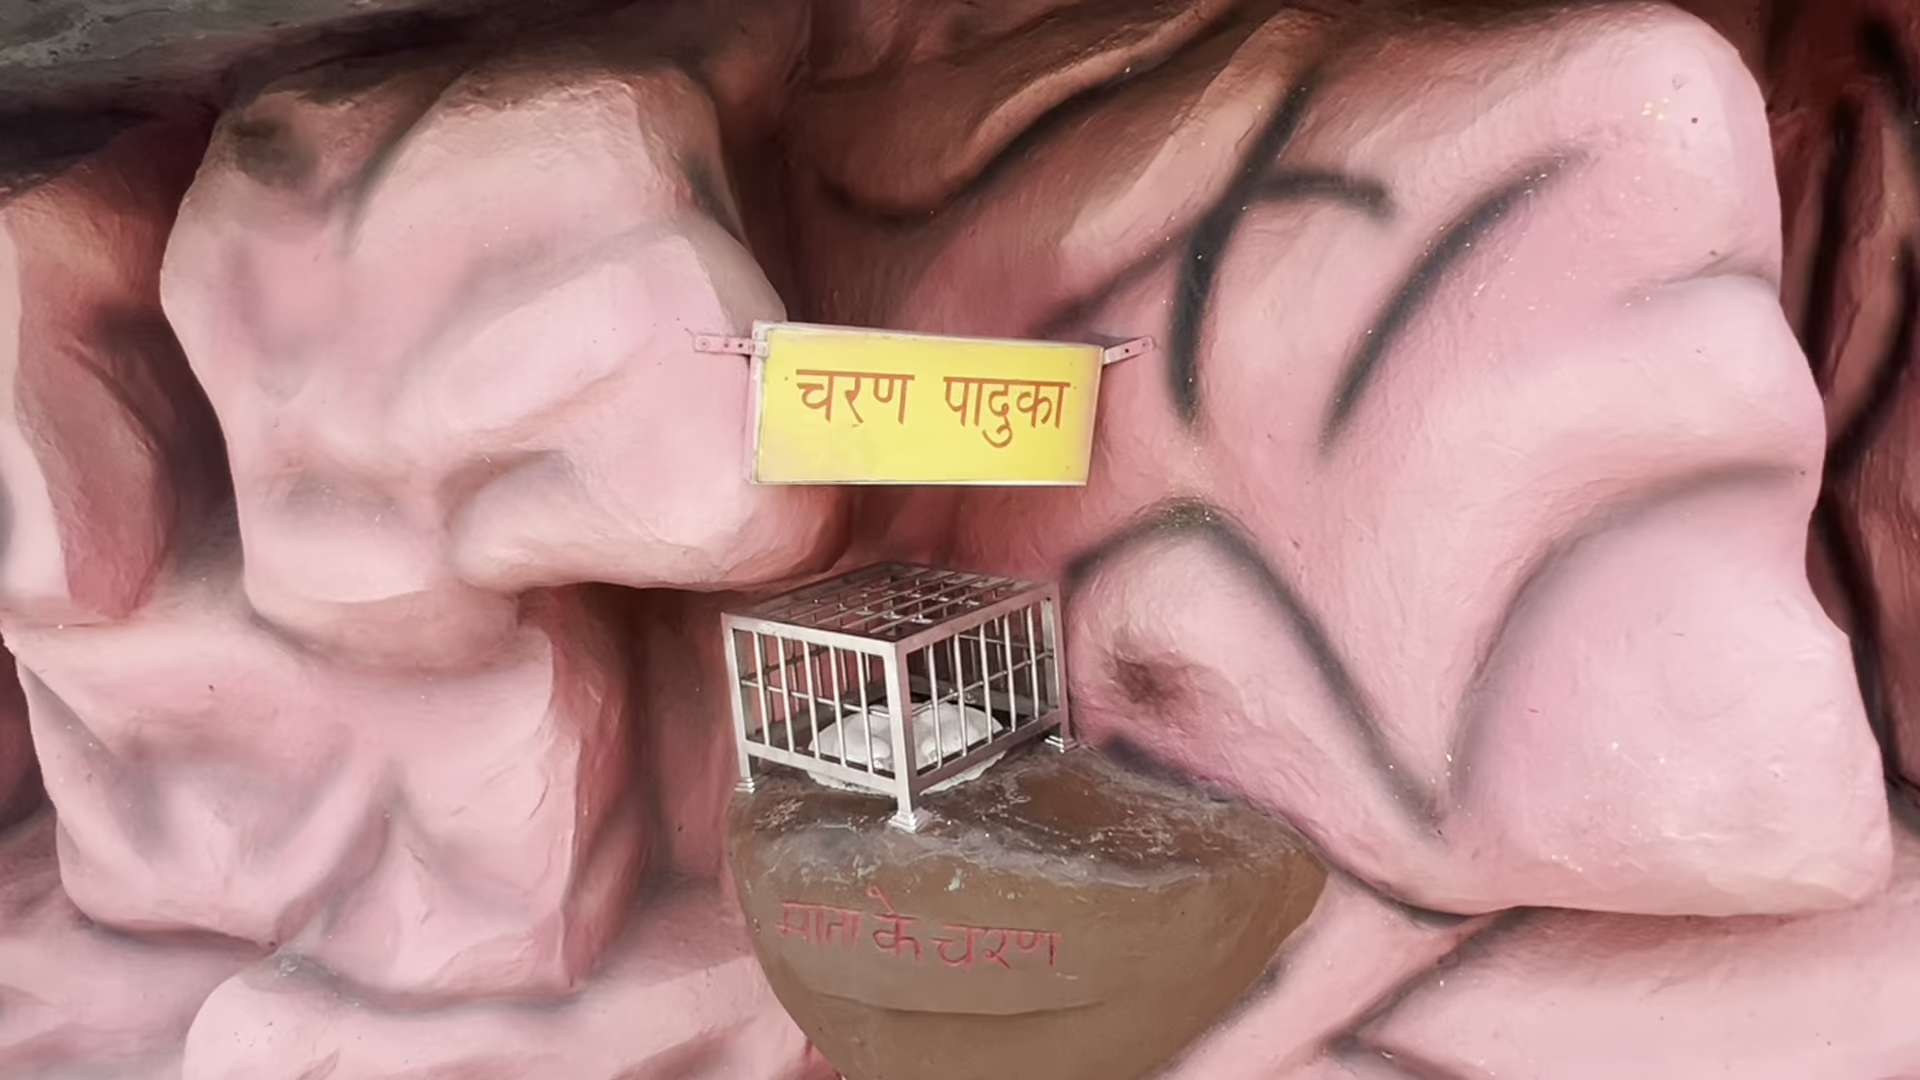 चरण पादुका
माता के चरण